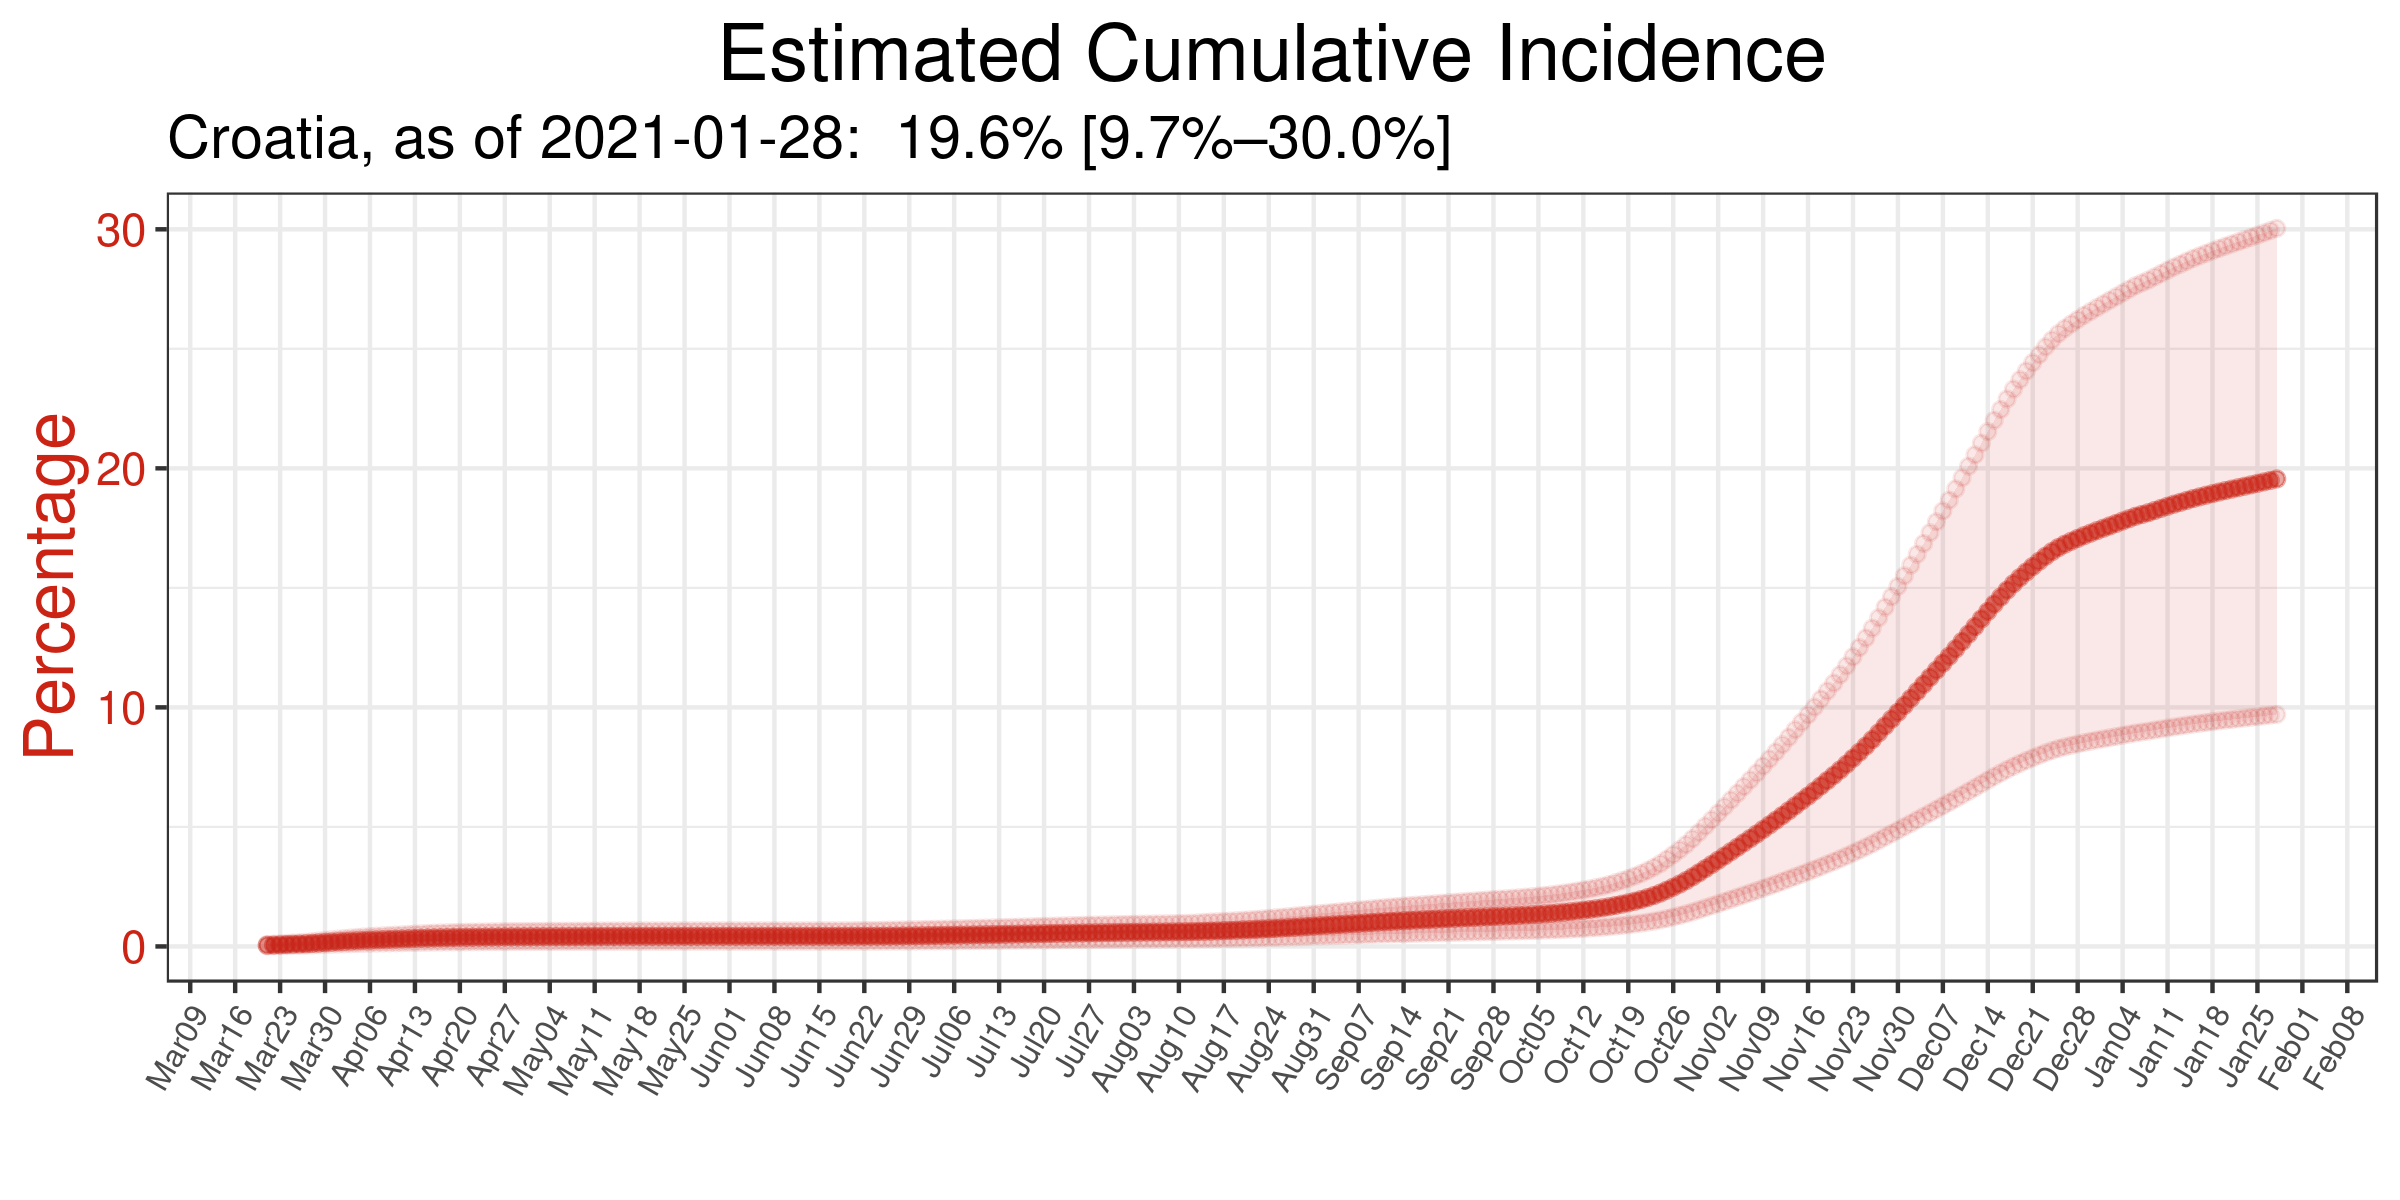 Estimated Cumulative Incidence
Croatia, as of 2021-01-28:  19.6% [9.7%–30.0%]
Percentage
30
20
10
0
Mar09
Mar16
Mar23
Mar30
Apr06
Apr13
Apr20
Apr27
May04
May11
May18
May25
Jun01
Jun08
Jun15
Jun22
Jun29
Jul06
Jul13
Jul20
Jul27
Aug03
Aug10
Aug17
Aug24
Aug31
Sep07
Sep14
Sep21
Sep28
Oct05
Oct12
Oct19
Oct26
Nov02
Nov09
Nov16
Nov23
Nov30
Dec07
Dec14
Dec21
Dec28
Jan04
Jan11
Jan18
Jan25
Feb01
Feb08